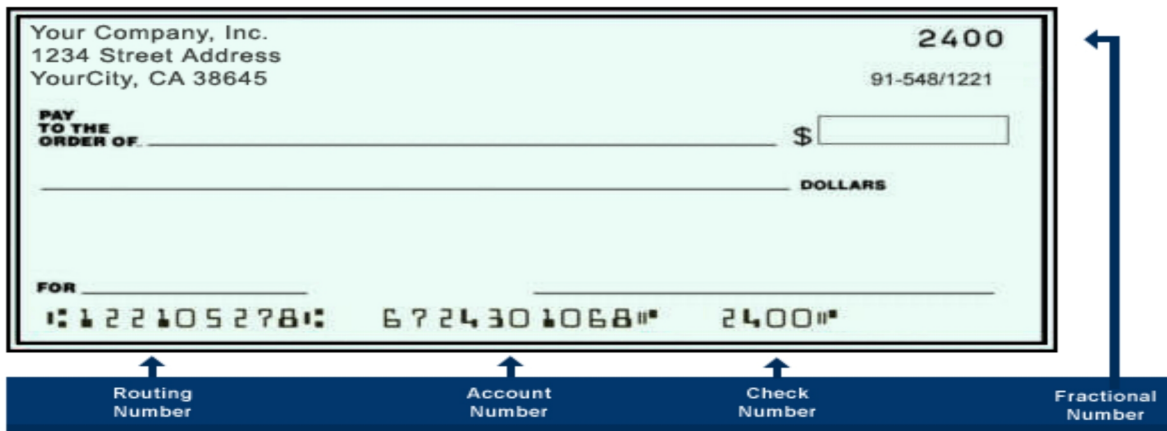 Your Company, Inc.
1234 Street Address
YourCity, CA 38645
2400
91-548/1221
PAY
TO THE
ORDER OF
$
DOLLARS
FOR
⑆122105278⑆ 6724301068⑈ 2400⑈
Routing
Number
Account
Number
Check
Number
Fractional
Number